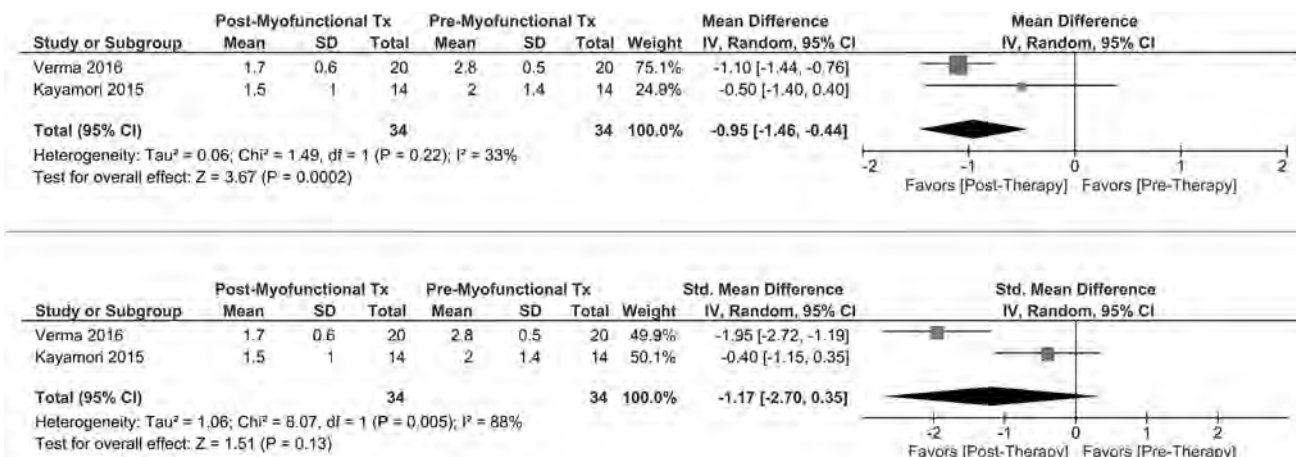 Post-Myofunctional Tx Pre-Myofunctional Tx Mean Difference Mean Difference
Study or Subgroup Mean SD Total Mean SD Total Weight IV, Random, 95% CI IV, Random, 95% CI
Verma 2016 1.7 0.6 20 2.8 0.5 20 75.1% -1.10 [-1.44, -0.76]
Kayamori 2015 1.5 1 14 2 1.4 14 24.9% -0.50 [-1.40, 0.40]
Total (95% CI) 34 34 100.0% -0.95 [-1.46, -0.44]
Heterogeneity: Tau² = 0.06; Chi² = 1.49, df = 1 (P = 0.22); I² = 33%
Test for overall effect: Z = 3.67 (P = 0.0002)
-2 -1 0 1 2
Favors [Post-Therapy] Favors [Pre-Therapy]
Post-Myofunctional Tx Pre-Myofunctional Tx Std. Mean Difference Std. Mean Difference
Study or Subgroup Mean SD Total Mean SD Total Weight IV, Random, 95% CI IV, Random, 95% CI
Verma 2016 1.7 0.6 20 2.8 0.5 20 49.9% -1.95 [-2.72, -1.19]
Kayamori 2015 1.5 1 14 2 1.4 14 50.1% -0.40 [-1.15, 0.35]
Total (95% CI) 34 34 100.0% -1.17 [-2.70, 0.35]
Heterogeneity: Tau² = 1.06; Chi² = 8.07, df = 1 (P = 0.005); I² = 88%
Test for overall effect: Z = 1.51 (P = 0.13)
-2 -1 0 1 2
Favors [Post-Therapy] Favors [Pre-Therapy]